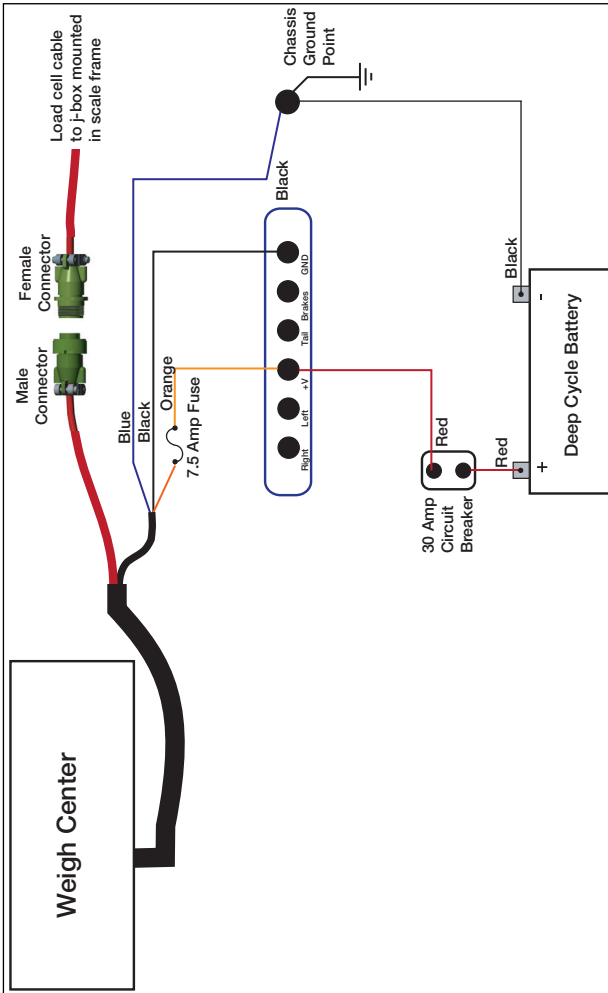 Weigh Center
Male
Connector
Female
Connector
Load cell cable
to j-box mounted
in scale frame
Blue
Black
Orange
7.5 Amp Fuse
Right
Left
+V
Tail
Brakes
GND
Black
Chassis
Ground
Point
30 Amp
Circuit
Breaker
Red
Red
Black
+
-
Deep Cycle Battery